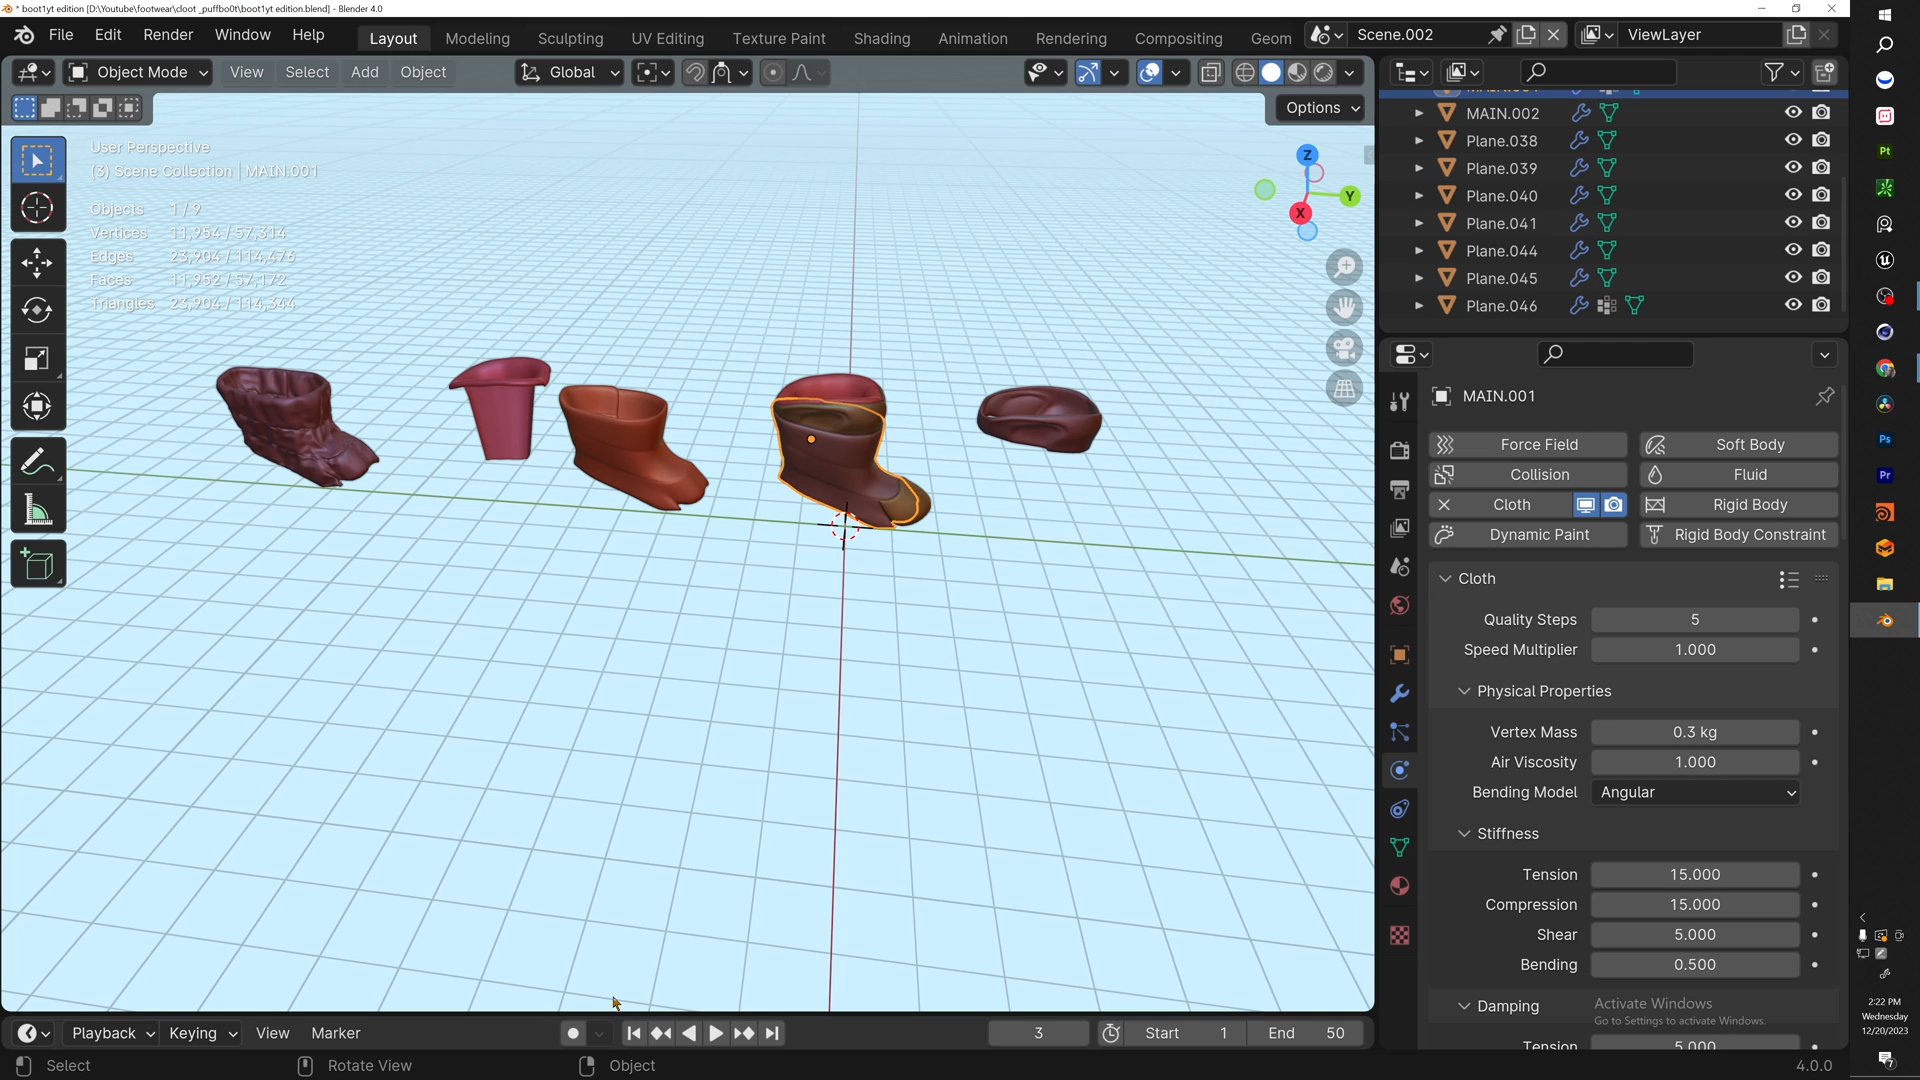 * boot1yt edition [D:\Youtube\footwear\cloot _puffbo0t\boot1yt edition.blend] - Blender 4.0
File Edit Render Window Help
Layout Modeling Sculpting UV Editing Texture Paint Shading Animation Rendering Compositing Geom
Scene.002
ViewLayer
Object Mode View Select Add Object
Global
Options
User Perspective
(3) Scene Collection | MAIN.001
Objects 1 / 9
Vertices 11,954 / 57,314
Edges 23,904 / 114,476
Faces 11,952 / 57,172
Triangles 23,904 / 114,344
Z
Y
X
MAIN.002
Plane.038
Plane.039
Plane.040
Plane.041
Plane.044
Plane.045
Plane.046
MAIN.001
Force Field Soft Body
Collision Fluid
Cloth Rigid Body
Dynamic Paint Rigid Body Constraint
Cloth
Quality Steps 5
Speed Multiplier 1.000
Physical Properties
Vertex Mass 0.3 kg
Air Viscosity 1.000
Bending Model Angular
Stiffness
Tension 15.000
Compression 15.000
Shear 5.000
Bending 0.500
Damping
Activate Windows
Go to Settings to activate Windows.
Tension 5.000
Playback Keying View Marker
3
Start 1
End 50
Select
Rotate View
Object
4.0.0
Pt
Ps
Pr
2:22 PM
Wednesday
12/20/2023
7